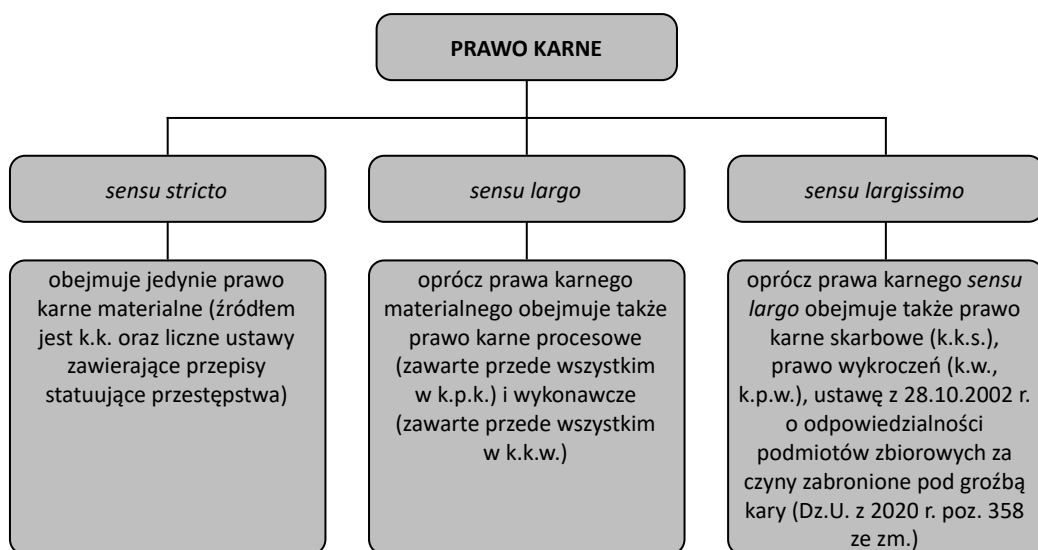 PRAWO KARNE
sensu stricto
sensu largo
sensu largissimo
obejmuje jedynie prawo
karne materialne (źródłem
jest k.k. oraz liczne ustawy
zawierające przepisy
statuujące przestępstwa)
oprócz prawa karnego
materialnego obejmuje także
prawo karne procesowe
(zawarte przede wszystkim
w k.p.k.) i wykonawcze
(zawarte przede wszystkim
w k.k.w.)
oprócz prawa karnego sensu
largo obejmuje także prawo
karne skarbowe (k.k.s.),
prawo wykroczeń (k.w.,
k.p.w.), ustawę z 28.10.2002 r.
o odpowiedzialności
podmiotów zbiorowych za
czyny zabronione pod groźbą
kary (Dz.U. z 2020 r. poz. 358
ze zm.)